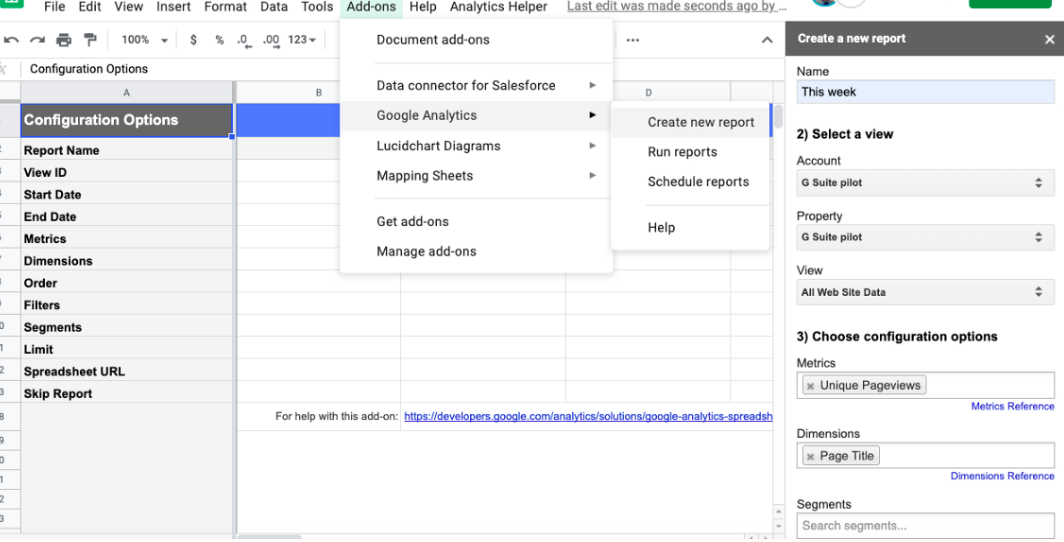 File Edit View Insert Format Data Tools Add-ons Help Analytics Helper Last edit was made seconds ago by ...
100% $ % .0 .00 123
Configuration Options
A B D
Configuration Options
Report Name
View ID
Start Date
End Date
Metrics
Dimensions
Order
Filters
Segments
Limit
Spreadsheet URL
Skip Report
For help with this add-on: https://developers.google.com/analytics/solutions/google-analytics-spreadsh
Document add-ons
Data connector for Salesforce
Google Analytics
Lucidchart Diagrams
Mapping Sheets
Get add-ons
Manage add-ons
Create new report
Run reports
Schedule reports
Help
Create a new report
Name
This week
2) Select a view
Account
G Suite pilot
Property
G Suite pilot
View
All Web Site Data
3) Choose configuration options
Metrics
Unique Pageviews
Metrics Reference
Dimensions
Page Title
Dimensions Reference
Segments
Search segments...